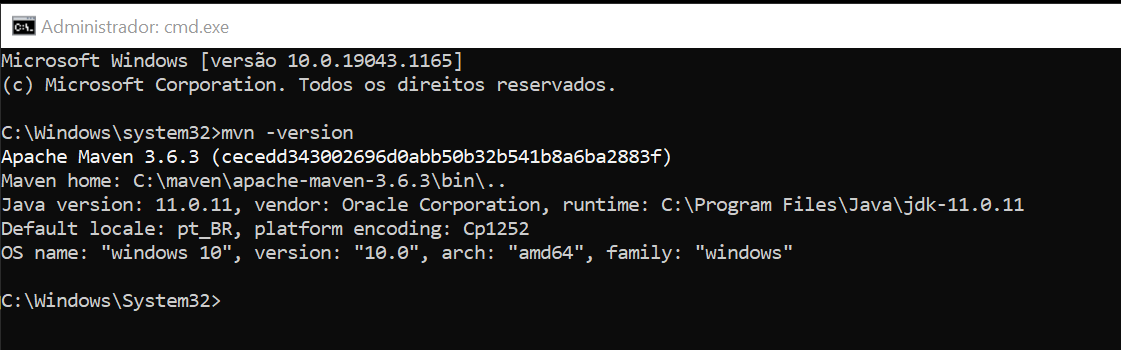 Administrador: cmd.exe
Microsoft Windows [versão 10.0.19043.1165]
(c) Microsoft Corporation. Todos os direitos reservados.
C:\Windows\system32>mvn -version
Apache Maven 3.6.3 (cecedd343002696d0abb50b32b541b8a6ba2883f)
Maven home: C:\maven\apache-maven-3.6.3\bin\..
Java version: 11.0.11, vendor: Oracle Corporation, runtime: C:\Program Files\Java\jdk-11.0.11
Default locale: pt_BR, platform encoding: Cp1252
OS name: "windows 10", version: "10.0", arch: "amd64", family: "windows"
C:\Windows\System32>